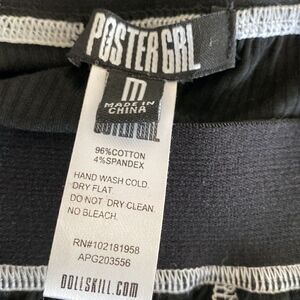 POSTER GRL
M
MADE IN
CHINA
96%COTTON
4%SPANDEX
HAND WASH COLD.
DRY FLAT.
DO NOT DRY CLEAN.
NO BLEACH.
RN#102181958
APG203556
DOLLSKILL.COM